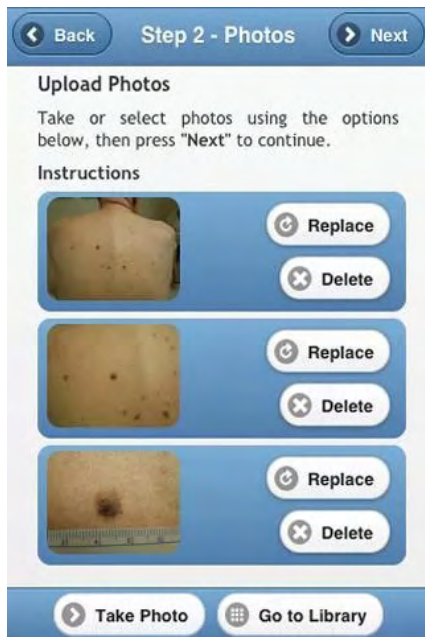 Back Step 2 - Photos Next
Upload Photos
Take or select photos using the options
below, then press "Next" to continue.
Instructions
Replace
Delete
Replace
Delete
Replace
Delete
Take Photo Go to Library